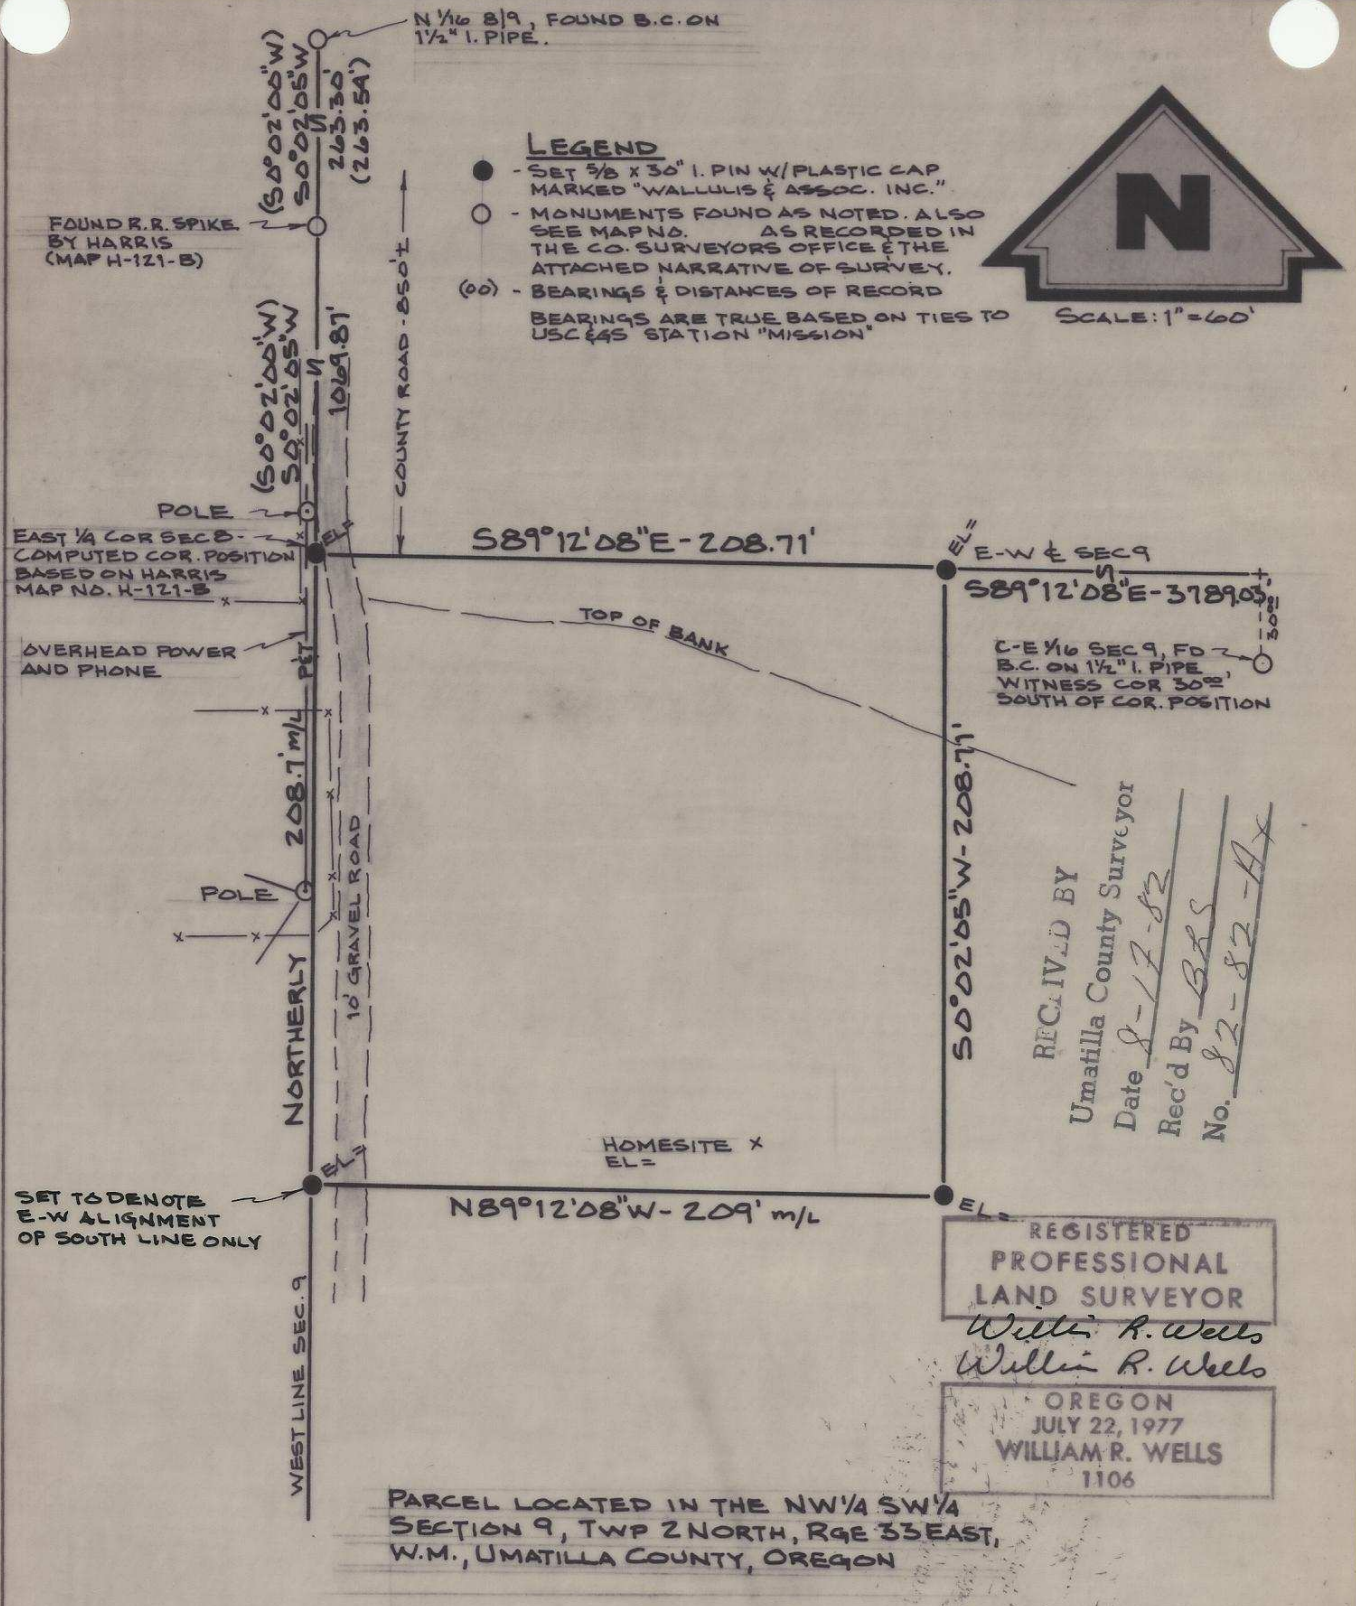 N 1/16 8/9, FOUND B.C. ON
1½" I. PIPE.
(S0°02'00"W)
S0°02'05"W
263.30'
(263.54')
LEGEND
- SET 5/8 X 30" I. PIN W/PLASTIC CAP
MARKED "WALLULIS & ASSOC. INC."
- MONUMENTS FOUND AS NOTED. ALSO
SEE MAP NO. AS RECORDED IN
THE CO. SURVEYORS OFFICE & THE
ATTACHED NARRATIVE OF SURVEY.
(00) - BEARINGS & DISTANCES OF RECORD
BEARINGS ARE TRUE BASED ON TIES TO
USC&GS STATION "MISSION"
N
SCALE: 1"=60'
FOUND R.R. SPIKE
BY HARRIS
(MAP H-121-B)
(S0°02'00"W)
S0°02'05"W
1069.87'
COUNTY ROAD - 850'±
POLE
EAST ¼ COR SEC 8 -
COMPUTED COR. POSITION
BASED ON HARRIS
MAP NO. H-121-B
EL=
S89°12'08"E - 208.71'
EL=
E-W ℄ SEC 9
S89°12'08"E - 3789.03'
30.00'
C-E 1/16 SEC 9, FD
B.C. ON 1½" I. PIPE,
WITNESS COR 30.00'
SOUTH OF COR. POSITION
TOP OF BANK
OVERHEAD POWER
AND PHONE
P&T
208.7' m/L
NORTHERLY
POLE
10' GRAVEL ROAD
S0°02'05"W - 208.71'
RECEIVED BY
Umatilla County Surveyor
Date 8-17-82
Rec'd By BKS
No. 82-82-A
HOMESITE X
EL=
EL=
SET TO DENOTE
E-W ALIGNMENT
OF SOUTH LINE ONLY
N89°12'08"W - 209' m/L
EL=
WEST LINE SEC. 9
REGISTERED
PROFESSIONAL
LAND SURVEYOR
Willis R. Wells
William R. Wells
OREGON
JULY 22, 1977
WILLIAM R. WELLS
1106
PARCEL LOCATED IN THE NW¼ SW¼
SECTION 9, TWP 2 NORTH, RGE 33 EAST,
W.M., UMATILLA COUNTY, OREGON